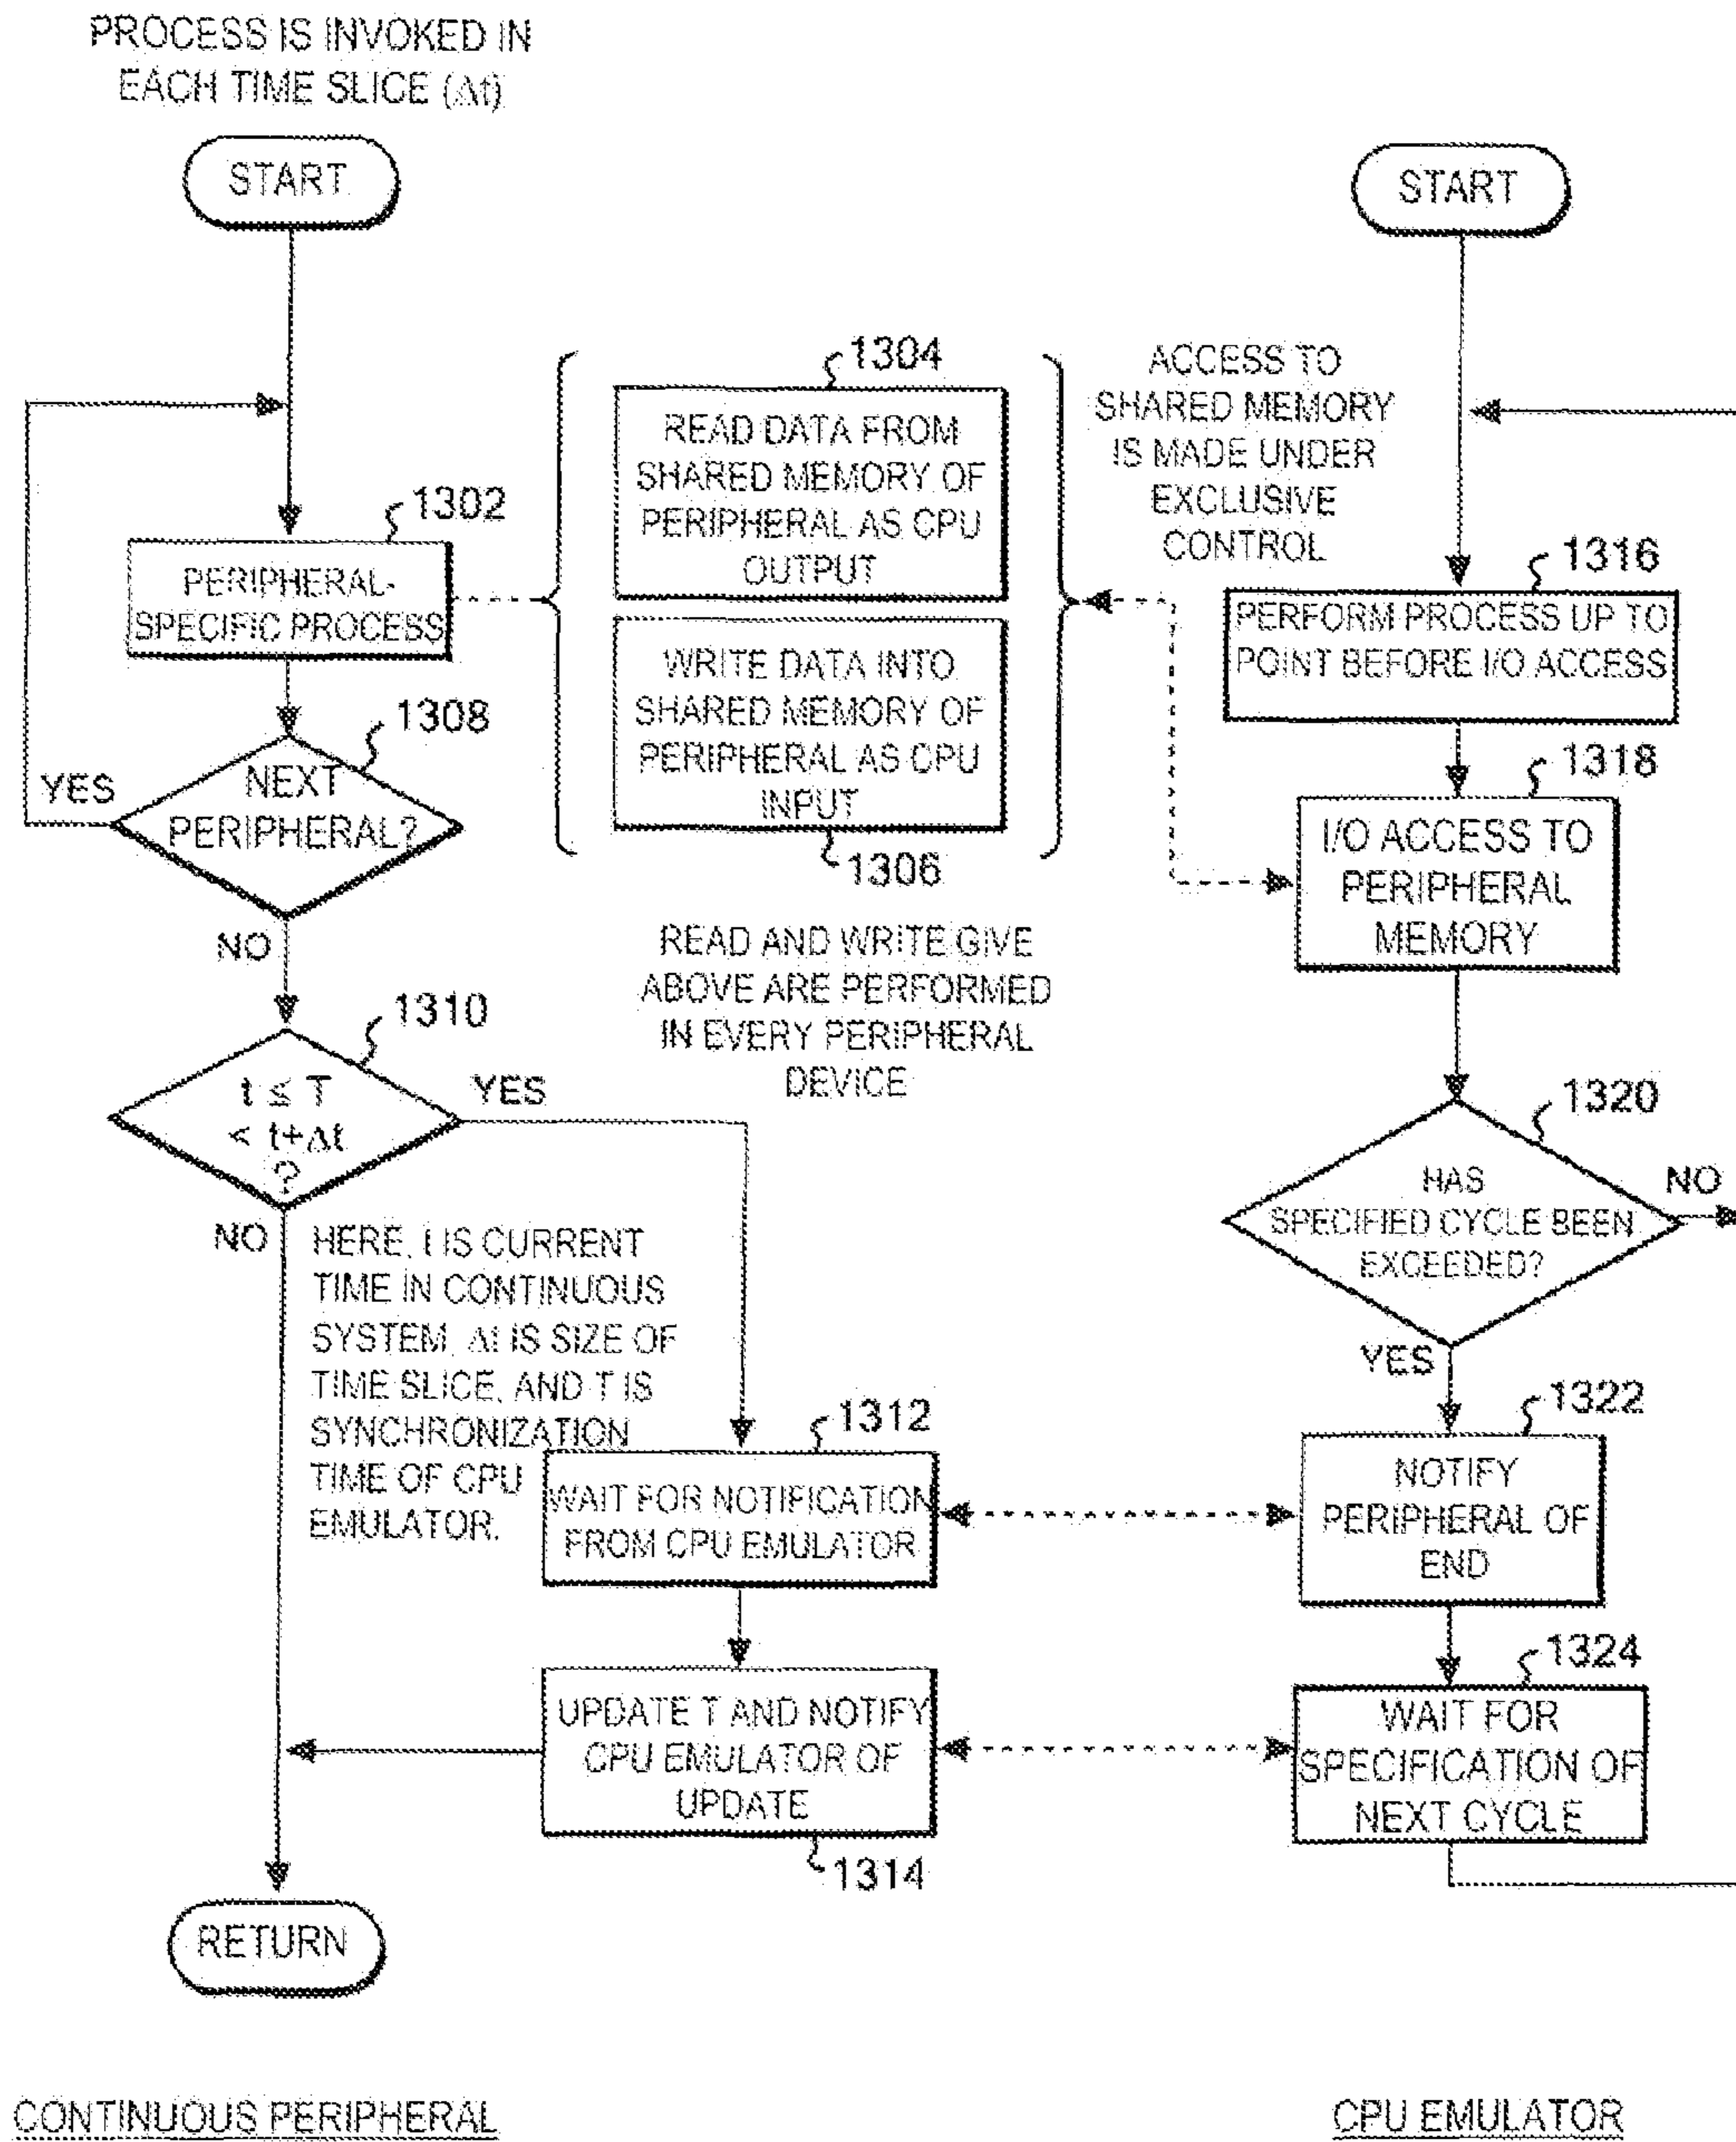 PROCESS IS INVOKED IN
EACH TIME SLICE (Δt)
START
1302
PERIPHERAL-
SPECIFIC PROCESS
1308
NEXT
PERIPHERAL?
YES
NO
1310
t ≤ T
< t+Δt
?
YES
NO
HERE, t IS CURRENT
TIME IN CONTINUOUS
SYSTEM, Δt IS SIZE OF
TIME SLICE, AND T IS
SYNCHRONIZATION
TIME OF CPU
EMULATOR.
1304
READ DATA FROM
SHARED MEMORY OF
PERIPHERAL AS CPU
OUTPUT
WRITE DATA INTO
SHARED MEMORY OF
PERIPHERAL AS CPU
INPUT
1306
READ AND WRITE GIVE
ABOVE ARE PERFORMED
IN EVERY PERIPHERAL
DEVICE
1312
WAIT FOR NOTIFICATION
FROM CPU EMULATOR
UPDATE T AND NOTIFY
CPU EMULATOR OF
UPDATE
1314
RETURN
CONTINUOUS PERIPHERAL
ACCESS TO
SHARED MEMORY
IS MADE UNDER
EXCLUSIVE
CONTROL
START
1316
PERFORM PROCESS UP TO
POINT BEFORE I/O ACCESS
1318
I/O ACCESS TO
PERIPHERAL
MEMORY
1320
HAS
SPECIFIED CYCLE BEEN
EXCEEDED?
NO
YES
1322
NOTIFY
PERIPHERAL OF
END
1324
WAIT FOR
SPECIFICATION OF
NEXT CYCLE
CPU EMULATOR